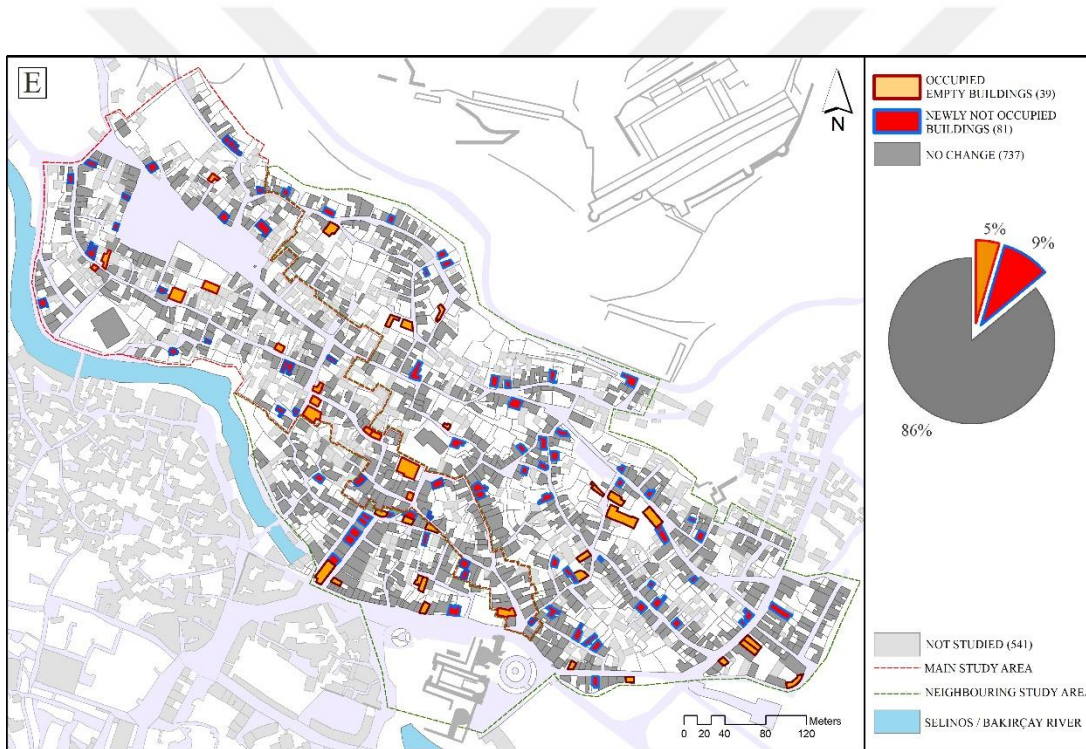 E
N
OCCUPIED
EMPTY BUILDINGS (39)
NEWLY NOT OCCUPIED
BUILDINGS (81)
NO CHANGE (737)
5%
9%
86%
NOT STUDIED (541)
MAIN STUDY AREA
NEIGHBOURING STUDY AREA
SELINOS / BAKIRÇAY RIVER
0 20 40 80 120 Meters